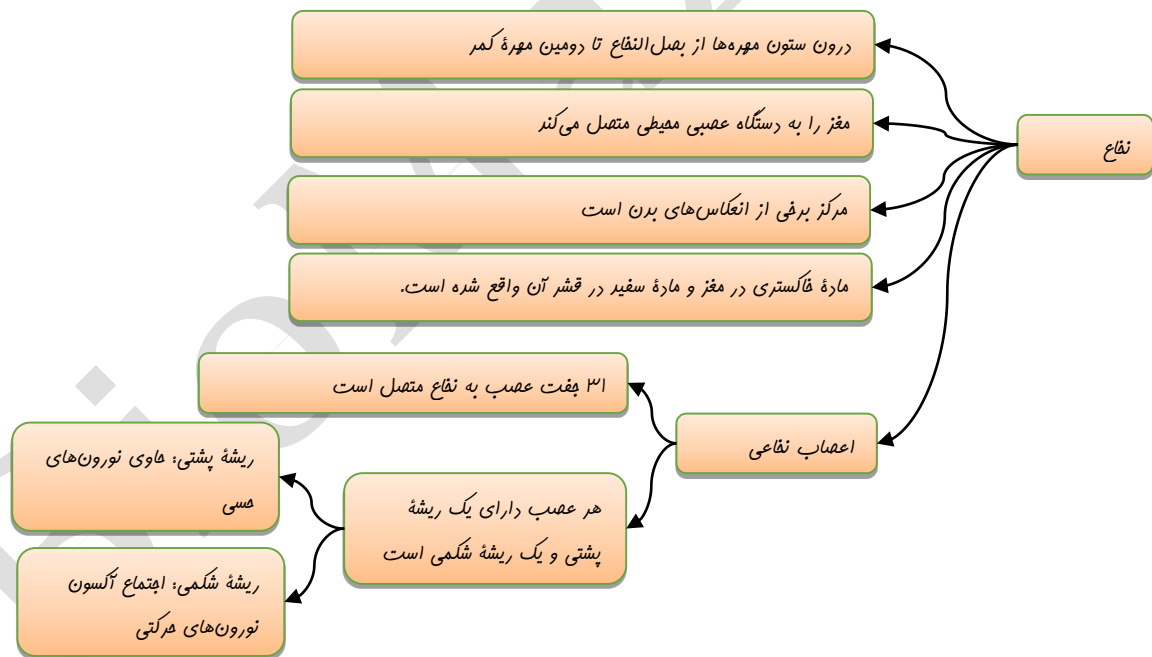 نخاع
درون ستون مهره‌ها از بصل‌النخاع تا دومین مهرهٔ کمر
مغز را به دستگاه عصبی محیطی متصل می‌کند
مرکز برخی از انعکاس‌های بدن است
مادهٔ خاکستری در مغز و مادهٔ سفید در قشر آن واقع شده است.
اعصاب نخاعی
۳۱ جفت عصب به نخاع متصل است
هر عصب دارای یک ریشهٔ
پشتی و یک ریشهٔ شکمی است
ریشهٔ پشتی: حاوی نورون‌های
حسی
ریشهٔ شکمی: اجتماع آکسون
نورون‌های حرکتی